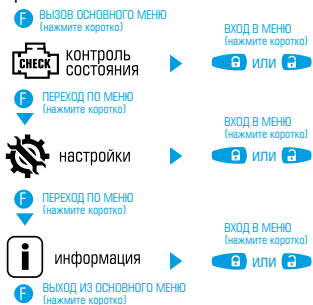 F ВЫЗОВ ОСНОВНОГО МЕНЮ
(нажмите коротко)
CHECK контроль
состояния
ВХОД В МЕНЮ
(нажмите коротко)
или
F ПЕРЕХОД ПО МЕНЮ
(нажмите коротко)
настройки
ВХОД В МЕНЮ
(нажмите коротко)
или
F ПЕРЕХОД ПО МЕНЮ
(нажмите коротко)
i информация
ВХОД В МЕНЮ
(нажмите коротко)
или
F ВЫХОД ИЗ ОСНОВНОГО МЕНЮ
(нажмите коротко)